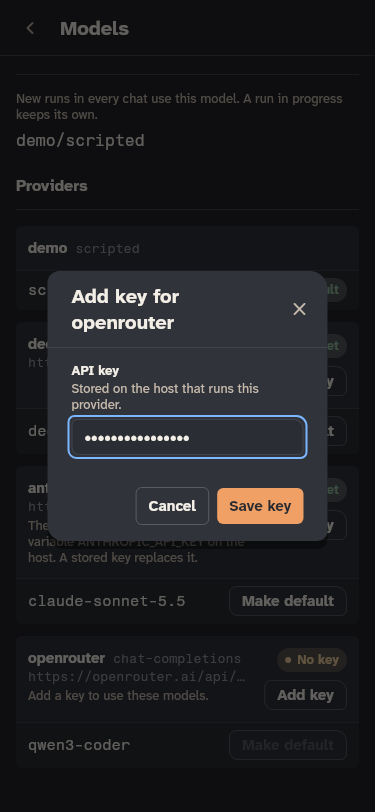 Models
New runs in every chat use this model. A run in progress
keeps its own.
demo/scripted
Providers
demo scripted
Add key for
openrouter
API key
Stored on the host that runs this
provider.
••••••••••••••••
Cancel
Save key
variable ANTHROPIC_API_KEY on the
host. A stored key replaces it.
claude-sonnet-5.5
Make default
openrouter chat-completions
No key
https://openrouter.ai/api/…
Add a key to use these models.
Add key
qwen3-coder
Make default